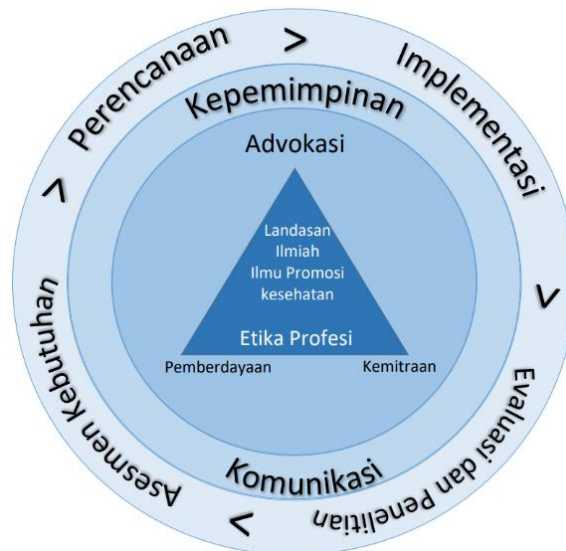 Perencanaan
>
Implementasi
>
Evaluasi dan Penelitian
>
Asesmen Kebutuhan
>
Kepemimpinan
Komunikasi
Advokasi
Landasan
Ilmiah
Ilmu Promosi
kesehatan
Etika Profesi
Pemberdayaan
Kemitraan